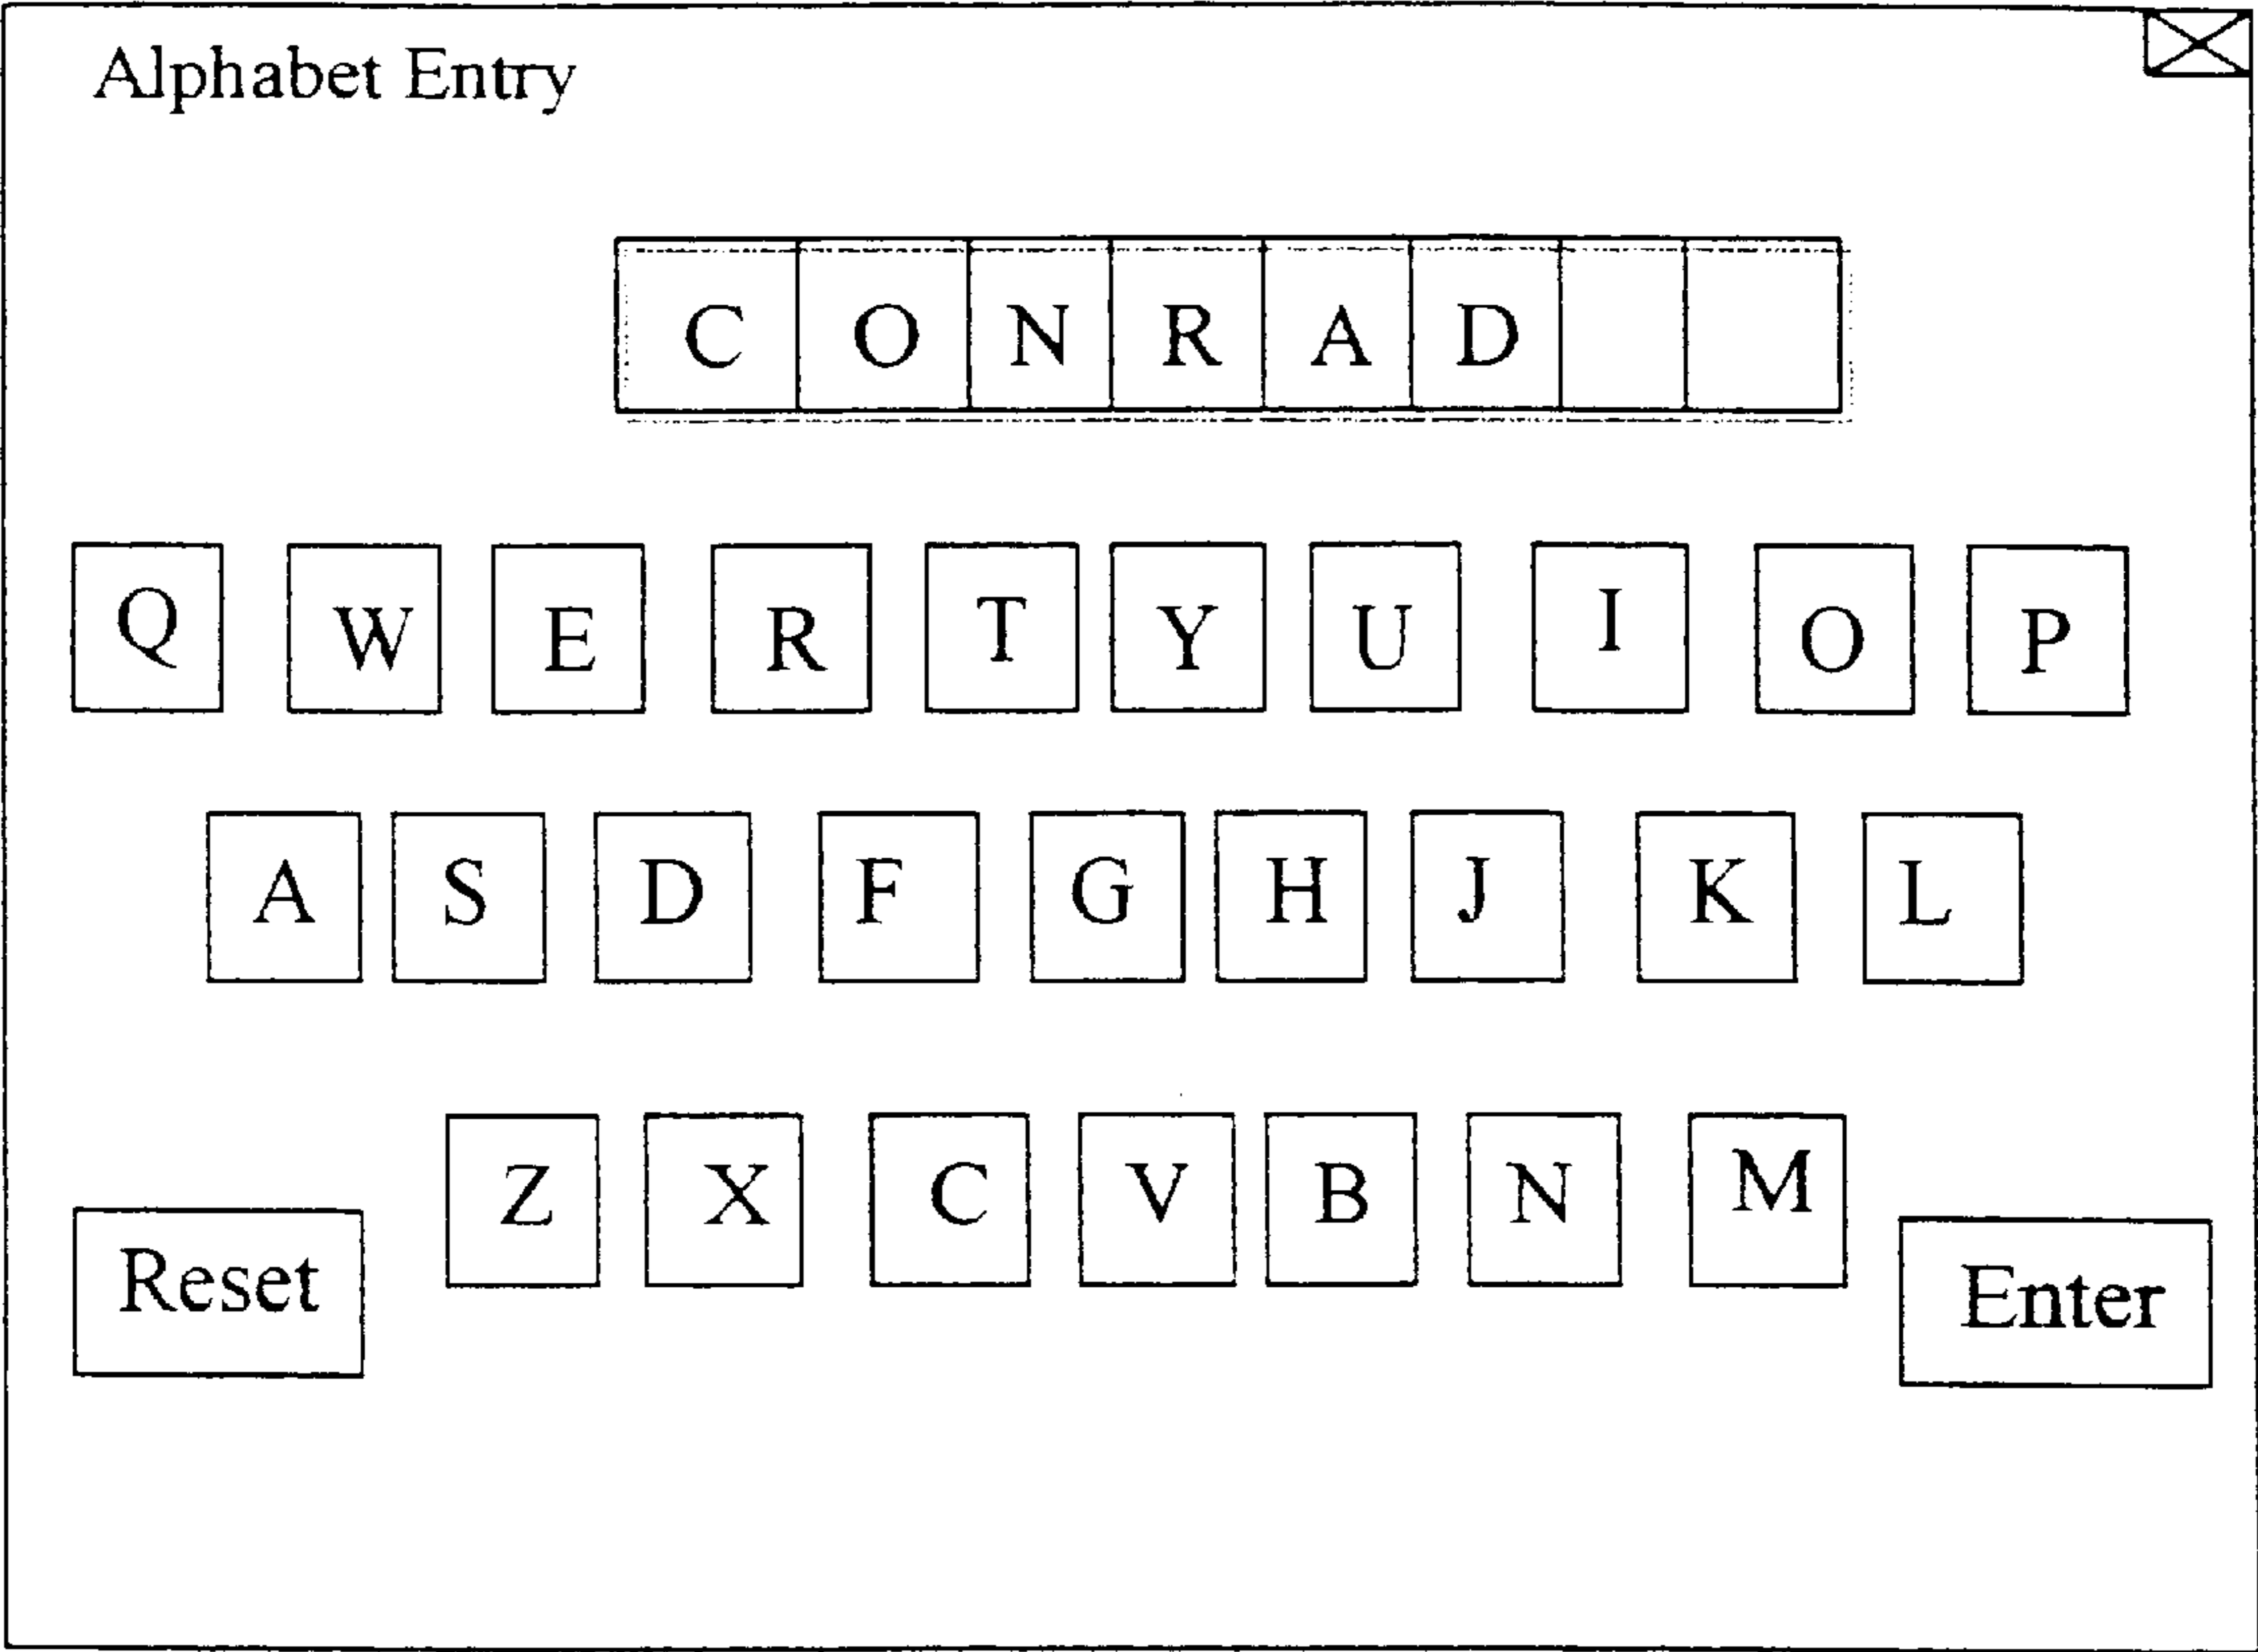 Alphabet Entry
C O N R A D
Q W E R T Y U I O P
A S D F G H J K L
Z X C V B N M
Reset
Enter